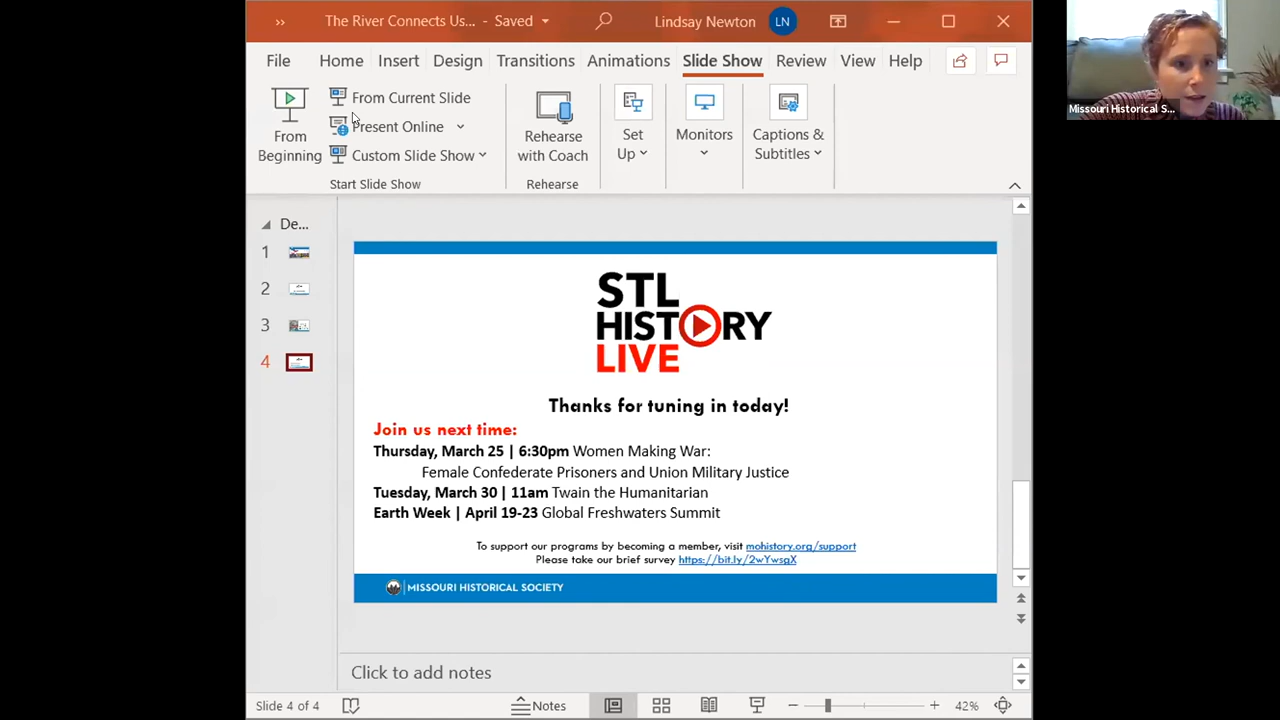 The River Connects Us... - Saved
Lindsay Newton
LN
File
Home
Insert
Design
Transitions
Animations
Slide Show
Review
View
Help
From Beginning
From Current Slide
Present Online
Custom Slide Show
Start Slide Show
Rehearse with Coach
Rehearse
Set Up
Monitors
Captions & Subtitles
De...
1
2
3
4
STL
HISTORY
LIVE
Thanks for tuning in today!
Join us next time:
Thursday, March 25 | 6:30pm Women Making War:
Female Confederate Prisoners and Union Military Justice
Tuesday, March 30 | 11am Twain the Humanitarian
Earth Week | April 19-23 Global Freshwaters Summit
To support our programs by becoming a member, visit mohistory.org/support
Please take our brief survey https://bit.ly/2wYwsgX
MISSOURI HISTORICAL SOCIETY
Click to add notes
Slide 4 of 4
Notes
42%
Missouri Historical S...